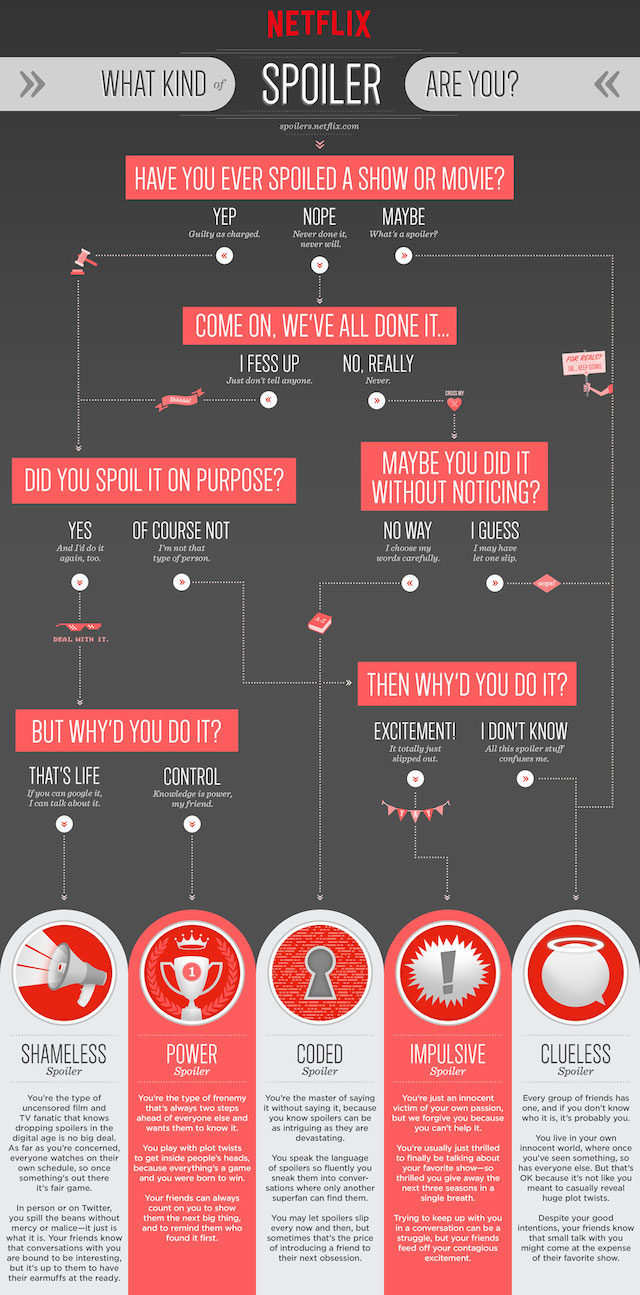 NETFLIX
WHAT KIND of SPOILER ARE YOU?
spoilers.netflix.com
HAVE YOU EVER SPOILED A SHOW OR MOVIE?
YEP
Guilty as charged.
NOPE
Never done it,
never will.
MAYBE
What's a spoiler?
COME ON, WE'VE ALL DONE IT...
I FESS UP
Just don't tell anyone.
NO, REALLY
Never.
FOR REALS?
OK... KEEP GOING.
Shhhhh!
CROSS MY
DID YOU SPOIL IT ON PURPOSE?
YES
And I'd do it
again, too.
OF COURSE NOT
I'm not that
type of person.
MAYBE YOU DID IT
WITHOUT NOTICING?
NO WAY
I choose my
words carefully.
I GUESS
I may have
let one slip.
oops!
A-Z
DEAL WITH IT.
THEN WHY'D YOU DO IT?
EXCITEMENT!
It totally just
slipped out.
I DON'T KNOW
All this spoiler stuff
confuses me.
BUT WHY'D YOU DO IT?
THAT'S LIFE
If you can google it,
I can talk about it.
CONTROL
Knowledge is power,
my friend.
SHAMELESS
Spoiler
You're the type of
uncensored film and
TV fanatic that knows
dropping spoilers in the
digital age is no big deal.
As far as you're concerned,
everyone watches on their
own schedule, so once
something's out there
it's fair game.
In person or on Twitter,
you spill the beans without
mercy or malice—it just is
what it is. Your friends know
that conversations with you
are bound to be interesting,
but it's up to them to have
their earmuffs at the ready.
1
POWER
Spoiler
You're the type of frenemy
that's always two steps
ahead of everyone else and
wants them to know it.
You play with plot twists
to get inside people's heads,
because everything's a game
and you were born to win.
Your friends can always
count on you to show
them the next big thing,
and to remind them who
found it first.
CODED
Spoiler
You're the master of saying
it without saying it, because
you know spoilers can be
as intriguing as they are
devastating.
You speak the language
of spoilers so fluently you
sneak them into conver-
sations where only another
superfan can find them.
You may let spoilers slip
every now and then, but
sometimes that's the price
of introducing a friend to
their next obsession.
!
IMPULSIVE
Spoiler
You're just an innocent
victim of your own passion,
but we forgive you because
you can't help it.
You're usually just thrilled
to finally be talking about
your favorite show—so
thrilled you give away the
next three seasons in a
single breath.
Trying to keep up with you
in a conversation can be a
struggle, but your friends
feed off your contagious
excitement.
CLUELESS
Spoiler
Every group of friends has
one, and if you don't know
who it is, it's probably you.
You live in your own
innocent world, where once
you've seen something, so
has everyone else. But that's
OK because it's not like you
meant to casually reveal
huge plot twists.
Despite your good
intentions, your friends know
that small talk with you
might come at the expense
of their favorite show.